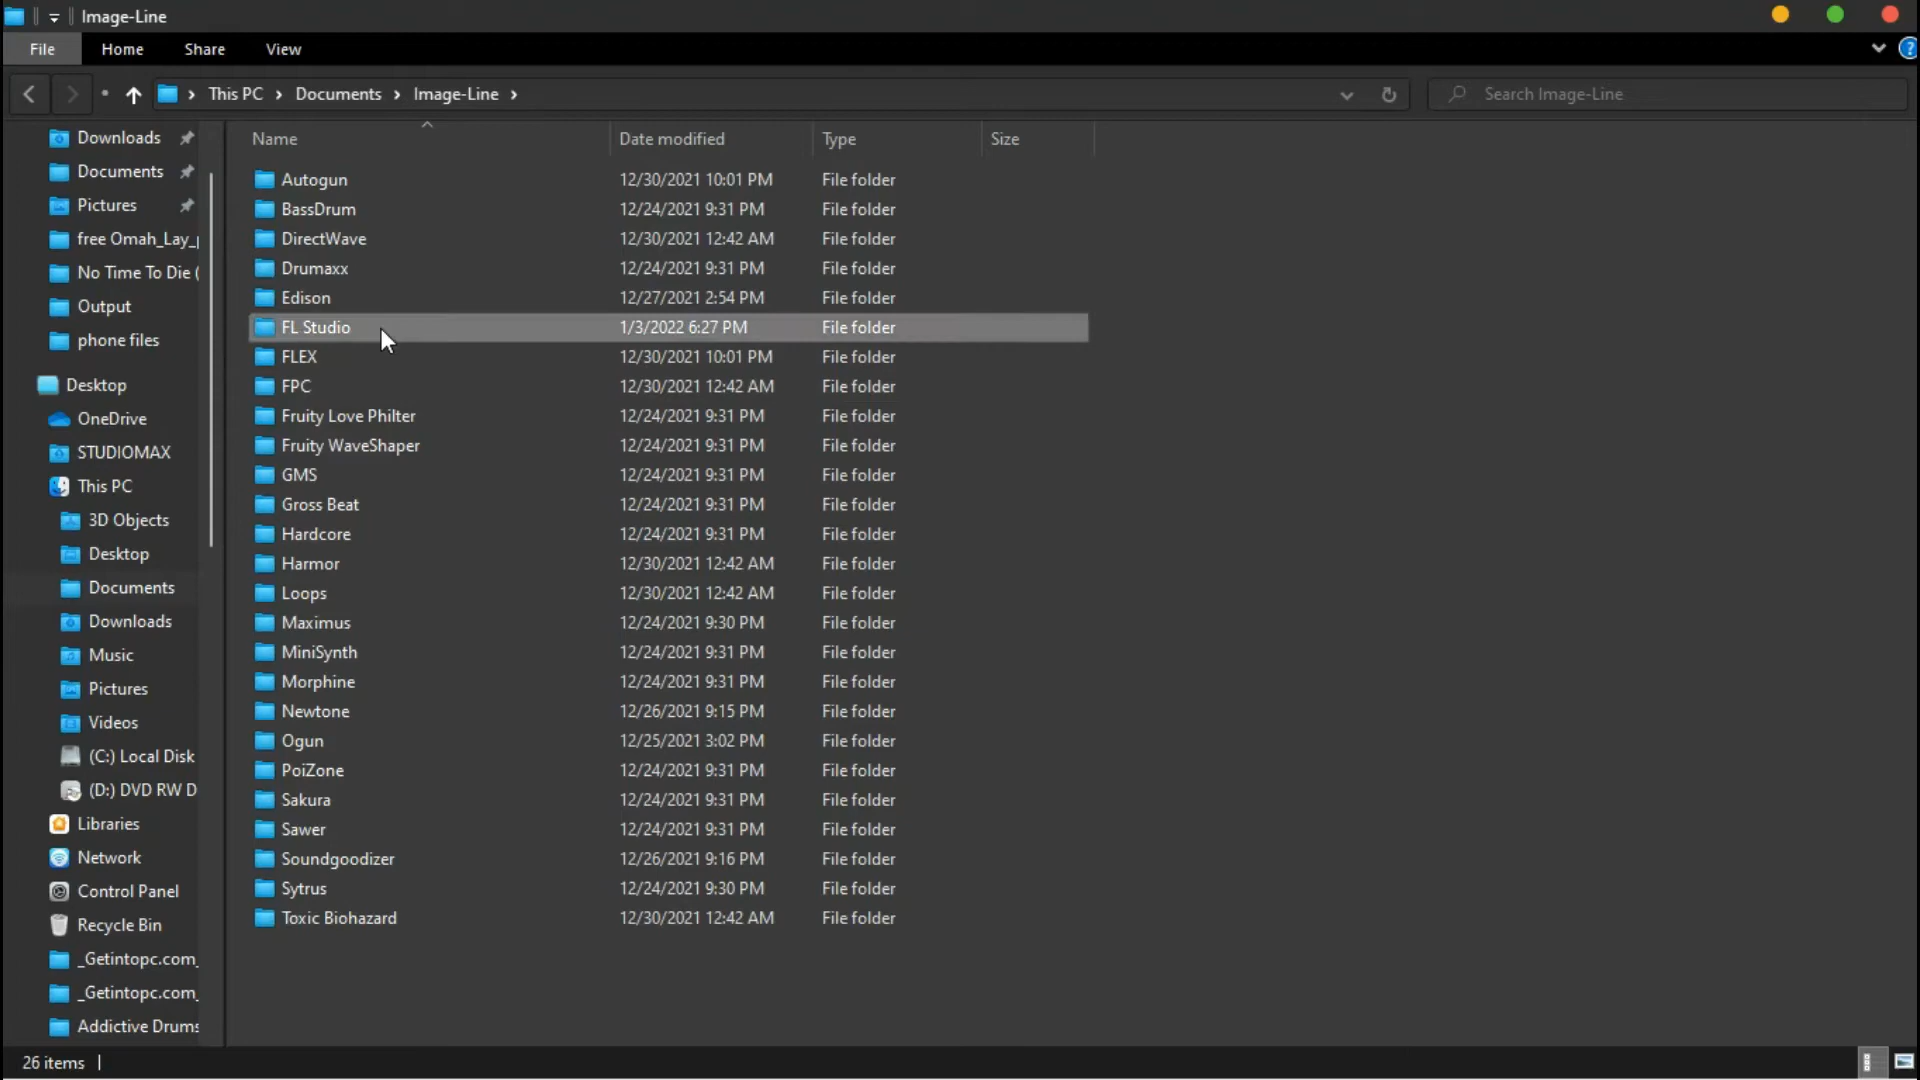 Image-Line
File Home Share View
This PC Documents Image-Line
Search Image-Line
Name Date modified Type Size
Downloads
Documents
Pictures
free Omah_Lay_
No Time To Die (
Output
phone files
Desktop
OneDrive
STUDIOMAX
This PC
3D Objects
Desktop
Documents
Downloads
Music
Pictures
Videos
(C:) Local Disk
(D:) DVD RW D
Libraries
Network
Control Panel
Recycle Bin
_Getintopc.com_
_Getintopc.com_
Addictive Drums
Autogun 12/30/2021 10:01 PM File folder
BassDrum 12/24/2021 9:31 PM File folder
DirectWave 12/30/2021 12:42 AM File folder
Drumaxx 12/24/2021 9:31 PM File folder
Edison 12/27/2021 2:54 PM File folder
FL Studio 1/3/2022 6:27 PM File folder
FLEX 12/30/2021 10:01 PM File folder
FPC 12/30/2021 12:42 AM File folder
Fruity Love Philter 12/24/2021 9:31 PM File folder
Fruity WaveShaper 12/24/2021 9:31 PM File folder
GMS 12/24/2021 9:31 PM File folder
Gross Beat 12/24/2021 9:31 PM File folder
Hardcore 12/24/2021 9:31 PM File folder
Harmor 12/30/2021 12:42 AM File folder
Loops 12/30/2021 12:42 AM File folder
Maximus 12/24/2021 9:30 PM File folder
MiniSynth 12/24/2021 9:31 PM File folder
Morphine 12/24/2021 9:31 PM File folder
Newtone 12/26/2021 9:15 PM File folder
Ogun 12/25/2021 3:02 PM File folder
PoiZone 12/24/2021 9:31 PM File folder
Sakura 12/24/2021 9:31 PM File folder
Sawer 12/24/2021 9:31 PM File folder
Soundgoodizer 12/26/2021 9:16 PM File folder
Sytrus 12/24/2021 9:30 PM File folder
Toxic Biohazard 12/30/2021 12:42 AM File folder
26 items